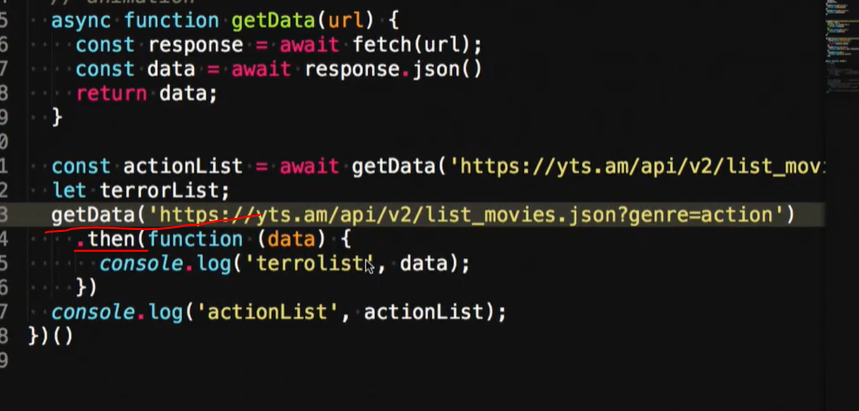 // animation
5 async function getData(url) {
6 const response = await fetch(url);
7 const data = await response.json()
8 return data;
9 }
0
1 const actionList = await getData('https://yts.am/api/v2/list_mov
2 let terrorList;
3 getData('https://yts.am/api/v2/list_movies.json?genre=action')
4 .then(function (data) {
5 console.log('terrolist', data);
6 })
7 console.log('actionList', actionList);
8 })()
9